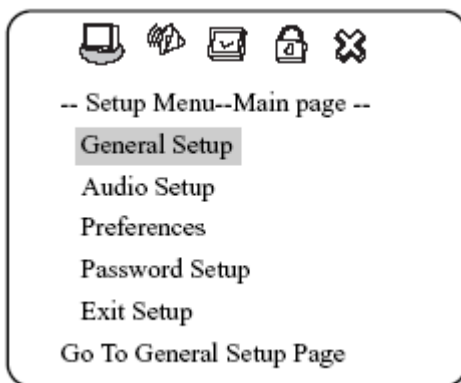 -- Setup Menu--Main page --
General Setup
Audio Setup
Preferences
Password Setup
Exit Setup
Go To General Setup Page